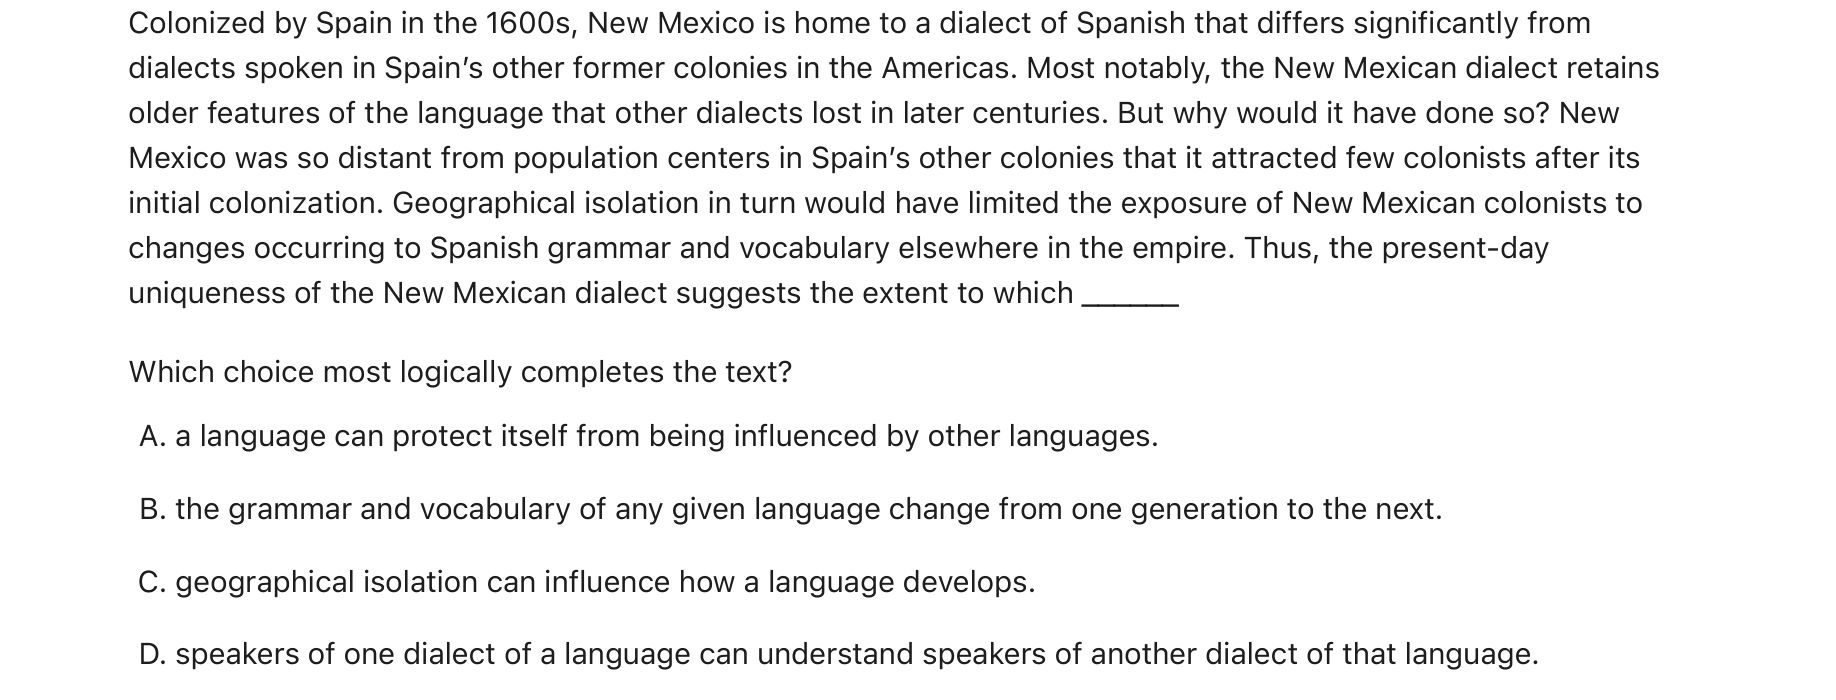 Colonized by Spain in the 1600s, New Mexico is home to a dialect of Spanish that differs significantly from
dialects spoken in Spain’s other former colonies in the Americas. Most notably, the New Mexican dialect retains
older features of the language that other dialects lost in later centuries. But why would it have done so? New
Mexico was so distant from population centers in Spain’s other colonies that it attracted few colonists after its
initial colonization. Geographical isolation in turn would have limited the exposure of New Mexican colonists to
changes occurring to Spanish grammar and vocabulary elsewhere in the empire. Thus, the present-day
uniqueness of the New Mexican dialect suggests the extent to which ______
Which choice most logically completes the text?
A. a language can protect itself from being influenced by other languages.
B. the grammar and vocabulary of any given language change from one generation to the next.
C. geographical isolation can influence how a language develops.
D. speakers of one dialect of a language can understand speakers of another dialect of that language.